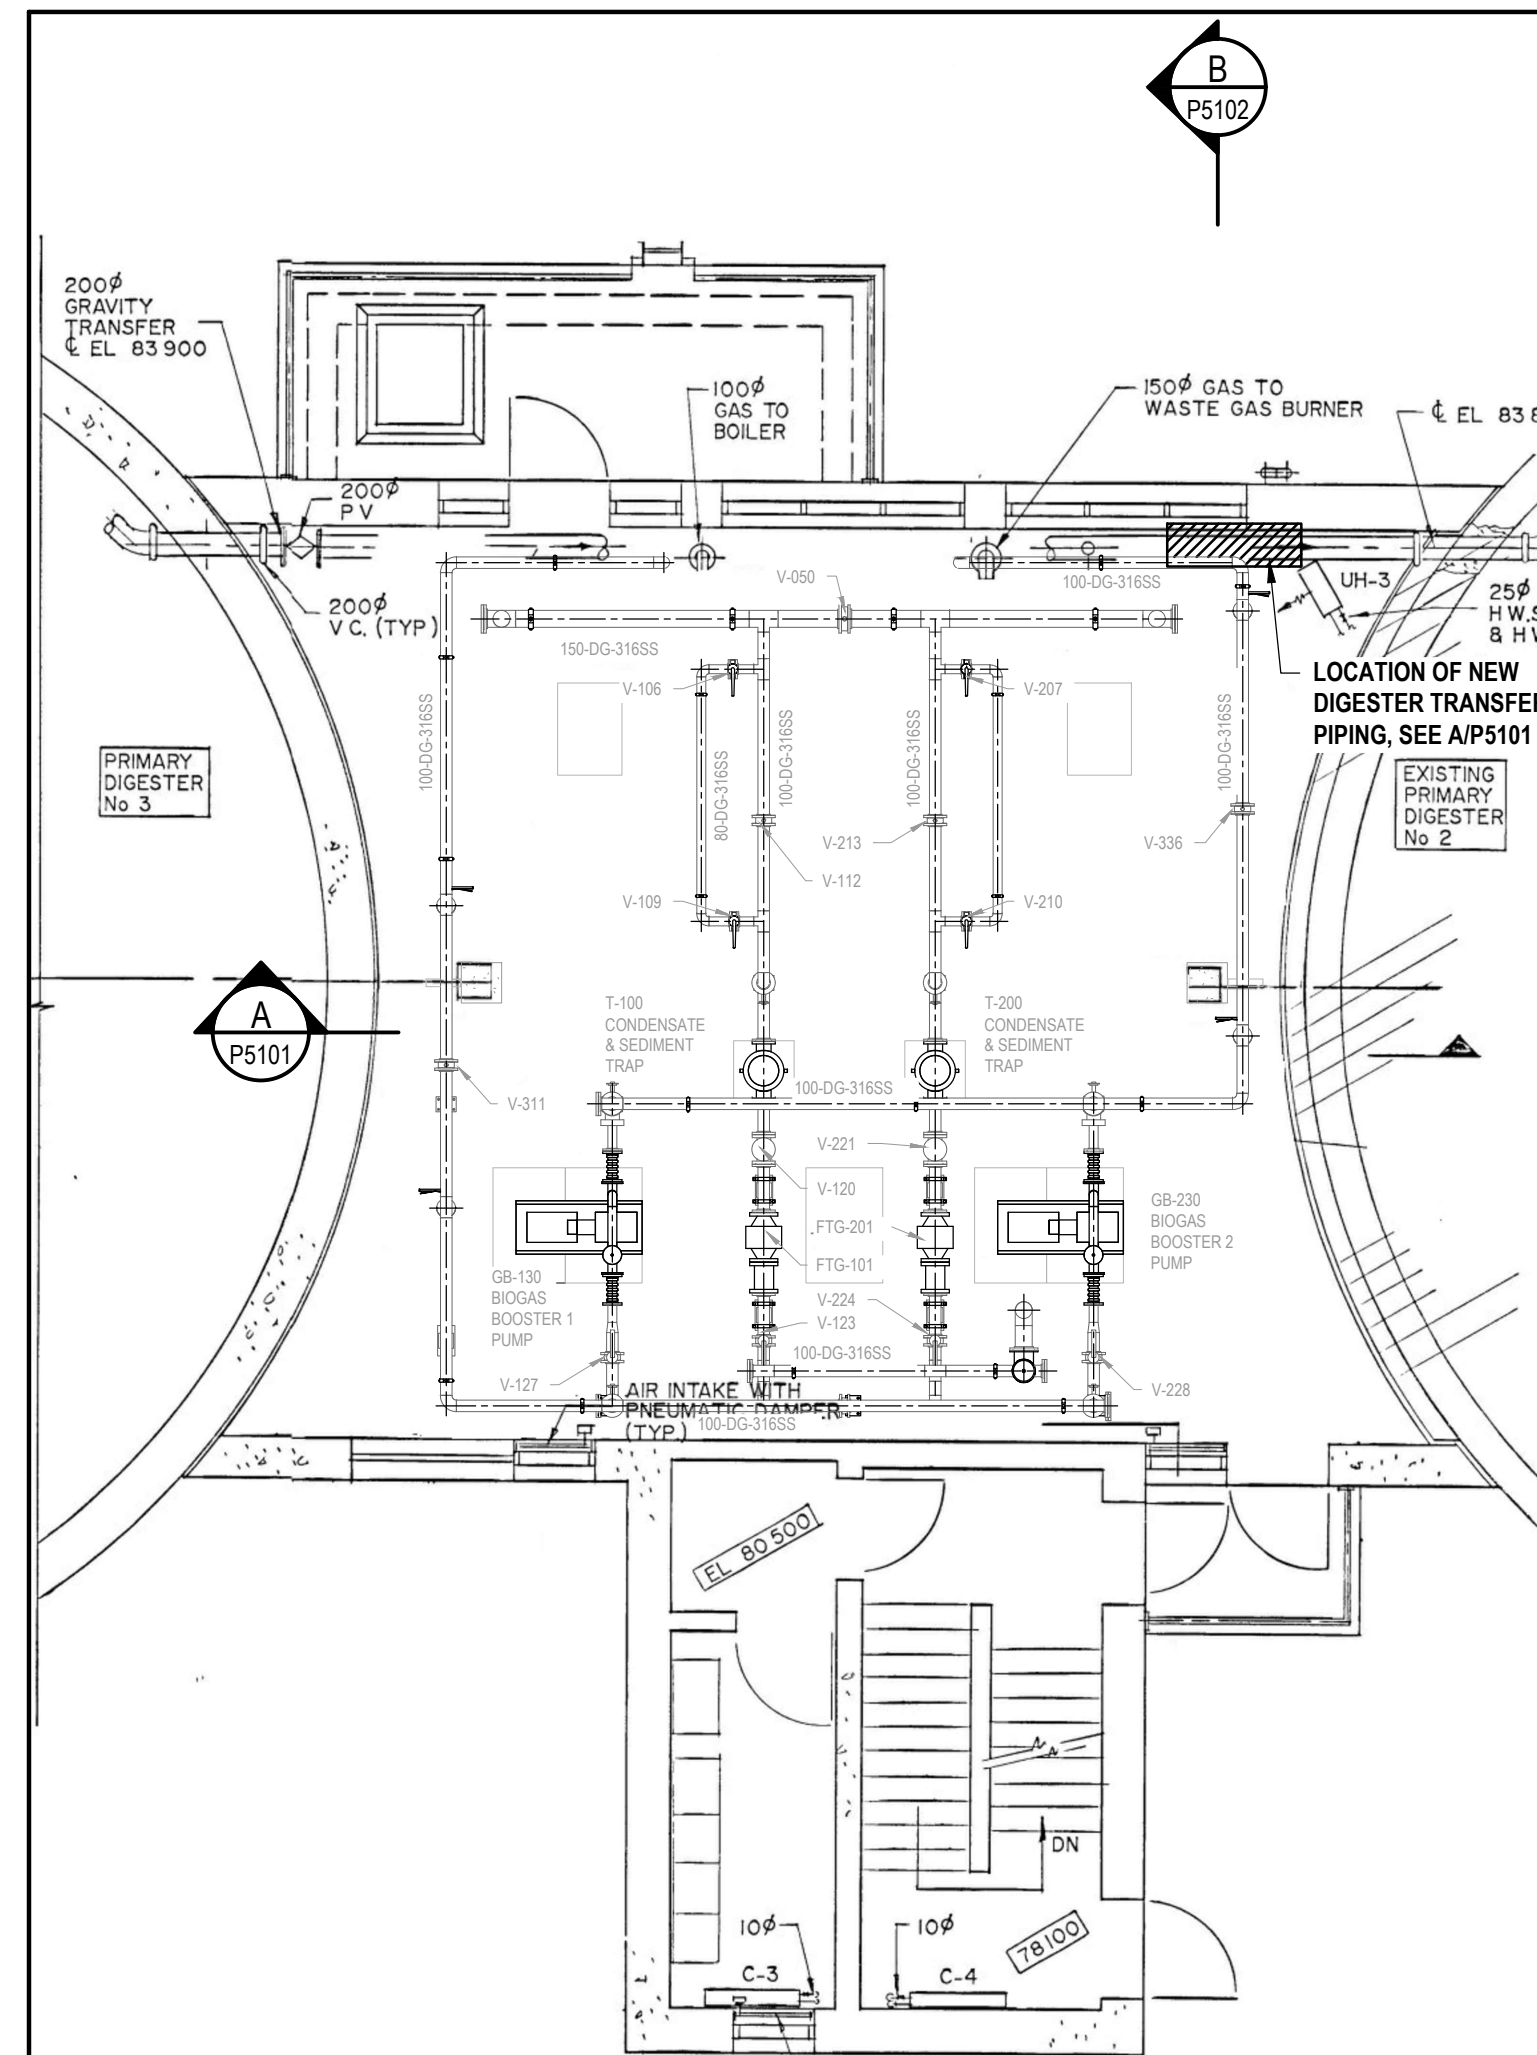 B
P5102
200Ø
GRAVITY
TRANSFER
℄ EL 83 900
100Ø
GAS TO
BOILER
150Ø GAS TO
WASTE GAS BURNER
℄ EL 83
200Ø
P V
200Ø
V C. (TYP)
V-050
100-DG-316SS
UH-3
25Ø
H W.S
& H
150-DG-316SS
V-106
V-207
LOCATION OF NEW
DIGESTER TRANSFER
PIPING, SEE A/P5101
100-DG-316SS
80-DG-316SS
100-DG-316SS
100-DG-316SS
100-DG-316SS
PRIMARY
DIGESTER
No 3
EXISTING
PRIMARY
DIGESTER
No 2
V-213
V-336
V-112
V-109
V-210
A
P5101
T-100
CONDENSATE
& SEDIMENT
TRAP
T-200
CONDENSATE
& SEDIMENT
TRAP
100-DG-316SS
V-311
V-221
V-120
FTG-201
FTG-101
GB-230
BIOGAS
BOOSTER 2
PUMP
GB-130
BIOGAS
BOOSTER 1
PUMP
V-224
V-123
100-DG-316SS
V-127
V-228
AIR INTAKE WITH
PNEUMATIC DAMPER
(TYP.)
100-DG-316SS
EL 80 500
DN
10Ø
10Ø
78100
C-3
C-4